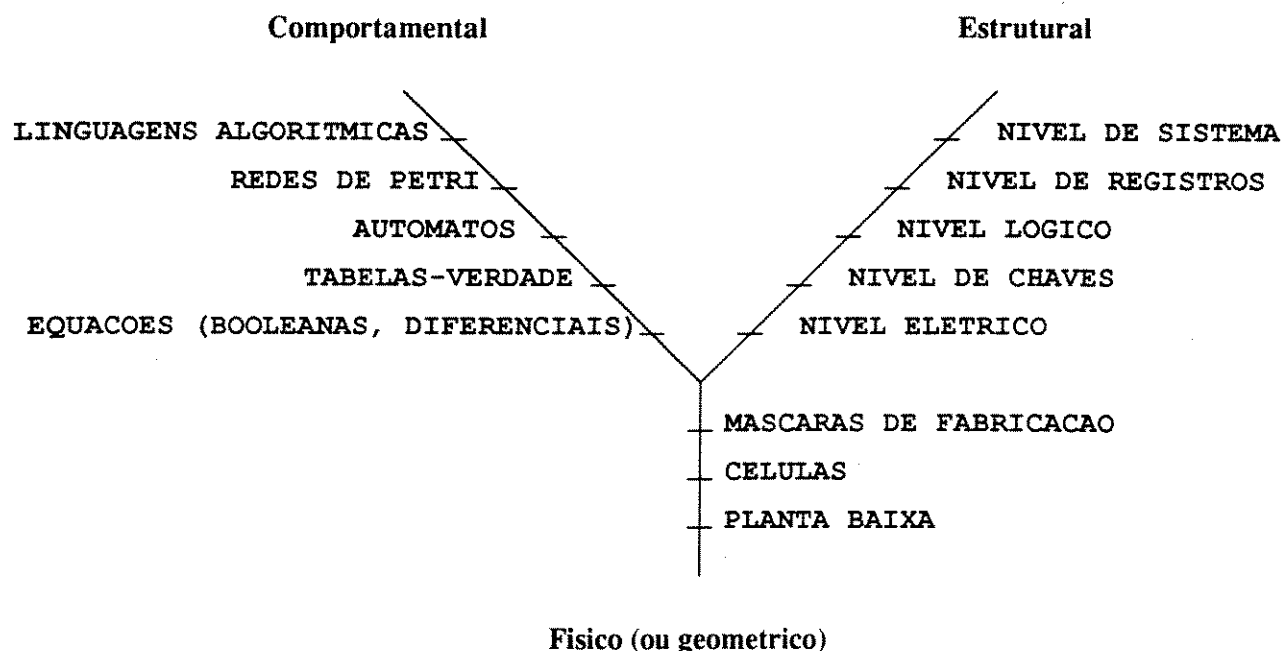 Comportamental
Estrutural
LINGUAGENS ALGORITMICAS
REDES DE PETRI
AUTOMATOS
TABELAS-VERDADE
EQUACOES (BOOLEANAS, DIFERENCIAIS)
NIVEL DE SISTEMA
NIVEL DE REGISTROS
NIVEL LOGICO
NIVEL DE CHAVES
NIVEL ELETRICO
MASCARAS DE FABRICACAO
CELULAS
PLANTA BAIXA
Fisico (ou geometrico)